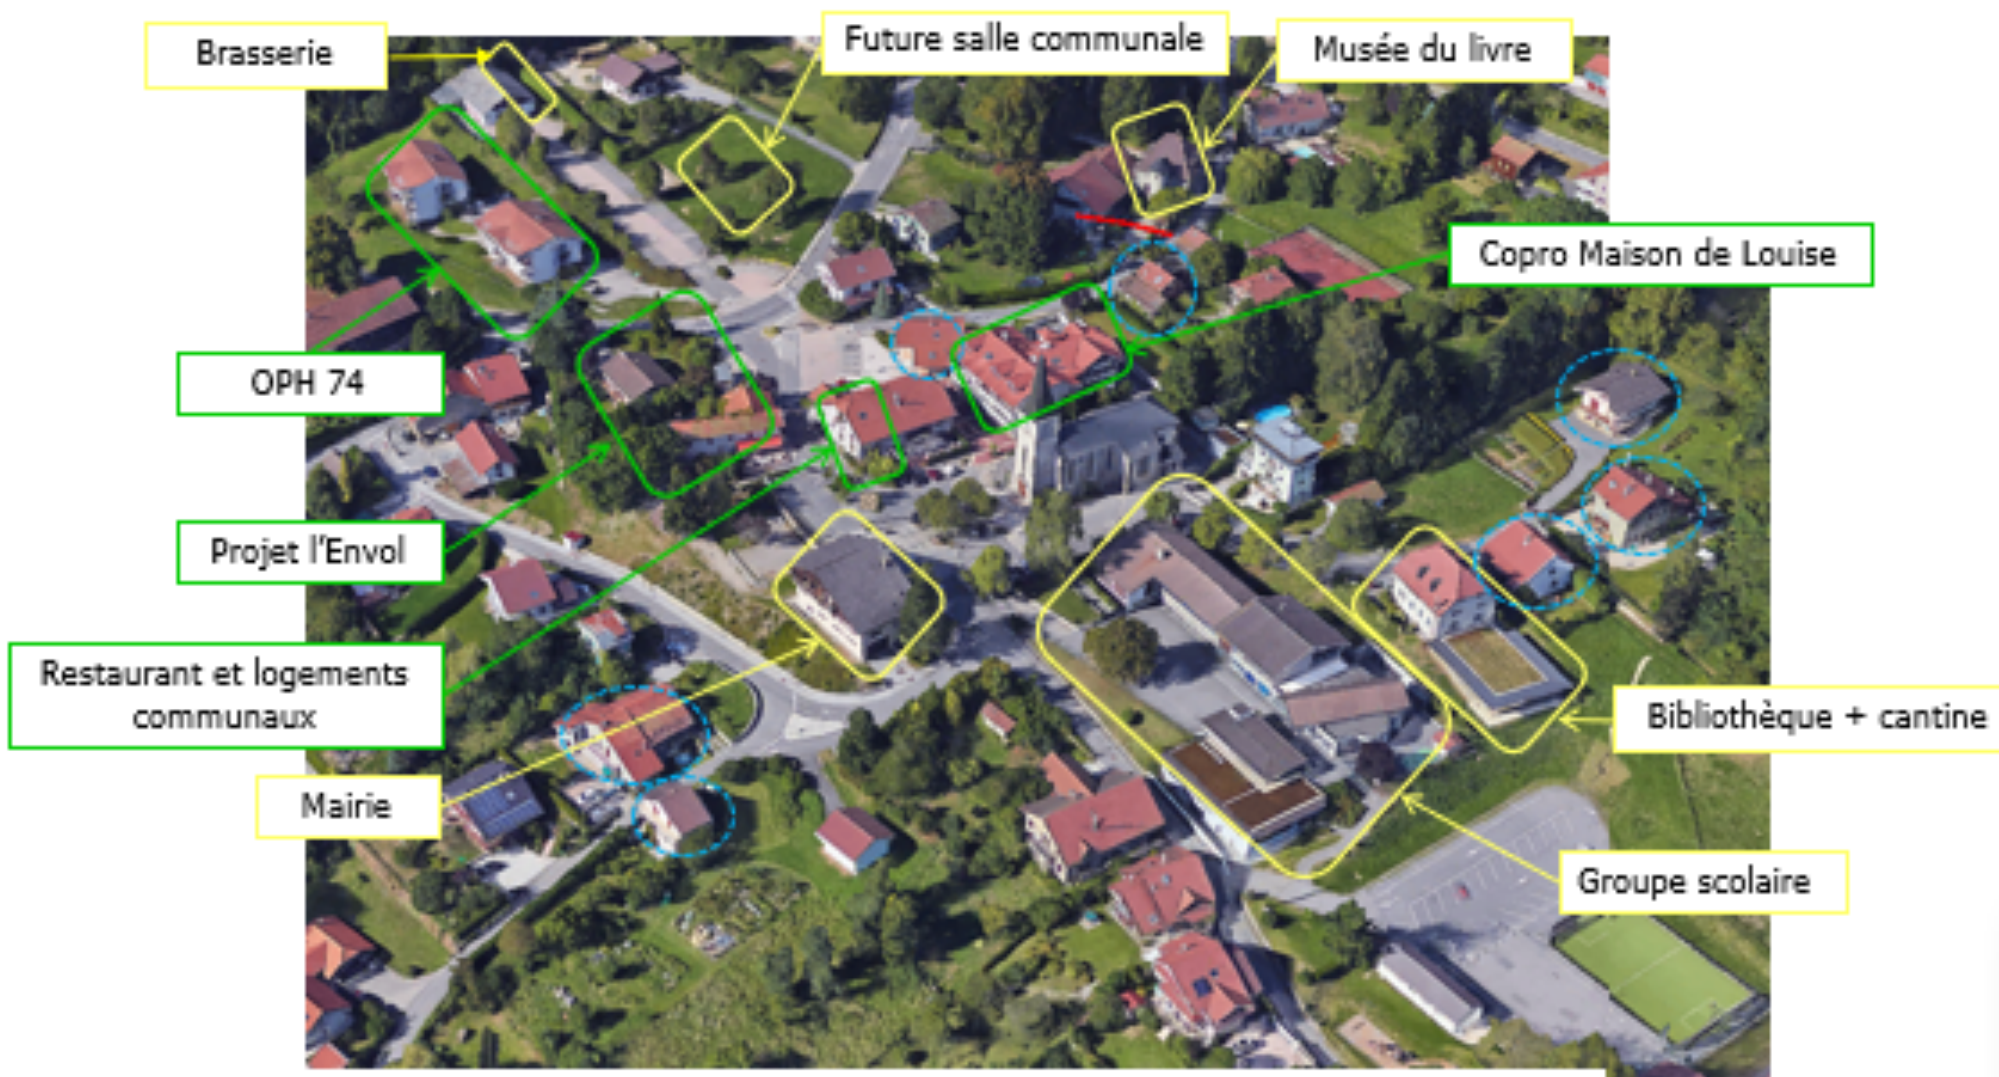 Brasserie
Future salle communale
Musée du livre
Copro Maison de Louise
OPH 74
Projet l'Envol
Restaurant et logements
communaux
Bibliothèque + cantine
Mairie
Groupe scolaire